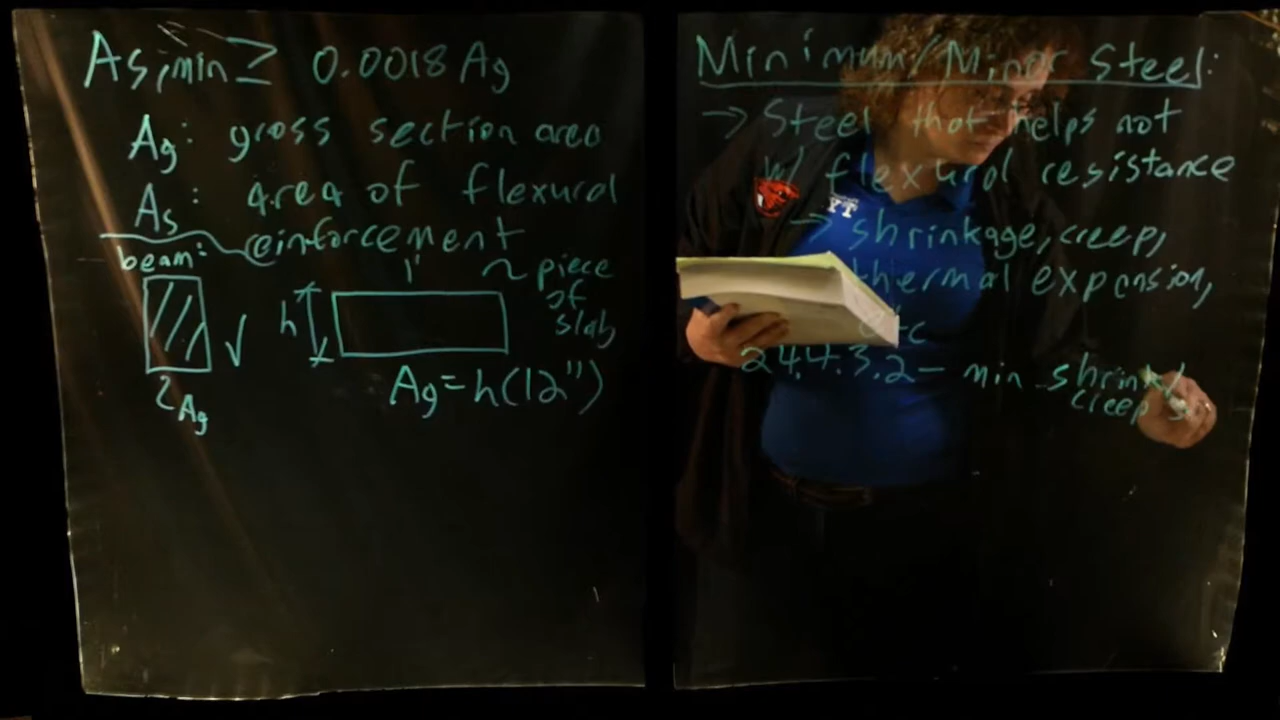 As,min ≥ 0.0018 Ag
Ag: gross section area
As: area of flexural
reinforcement
beam:
Ag
1'
h
~ piece
of
slab
Ag = h(12")
Minimum/Minor Steel:
→ Steel that helps not
w/ flexural resistance
→ shrinkage, creep,
thermal expansion,
etc
24.4.3.2 – min shrink/
creep
YT